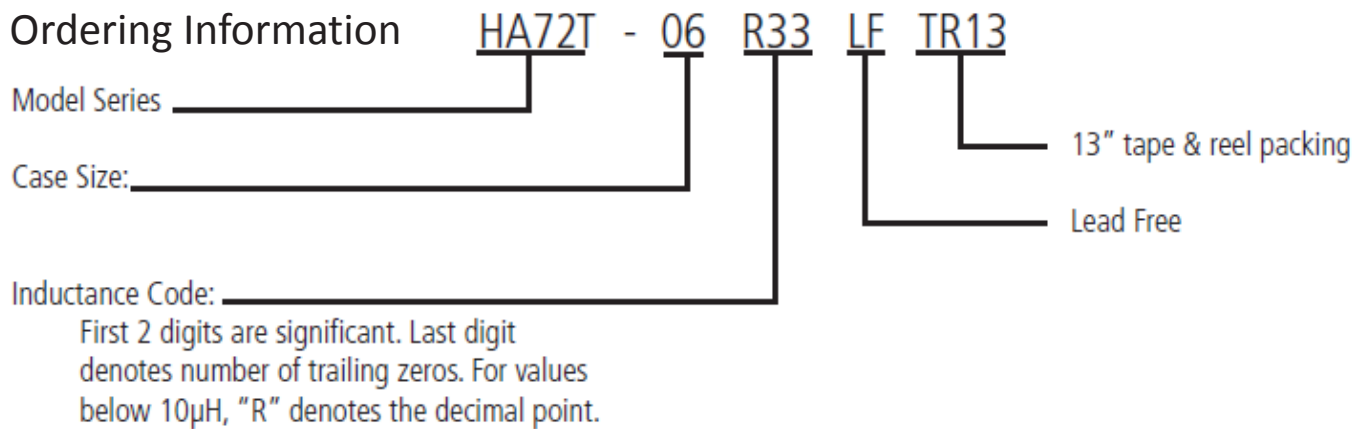 Ordering Information HA72T - 06 R33 LF TR13
Model Series
13" tape & reel packing
Case Size:
Lead Free
Inductance Code:
First 2 digits are significant. Last digit
denotes number of trailing zeros. For values
below 10µH, "R" denotes the decimal point.